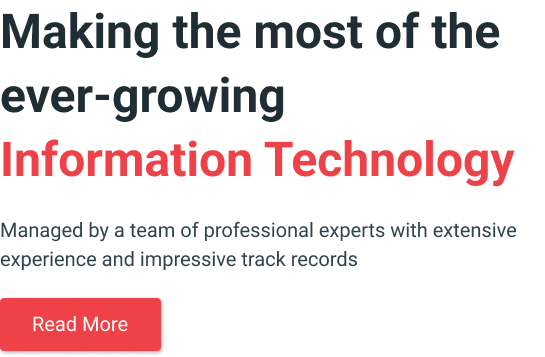 Making the most of the
ever-growing
Information Technology
Managed by a team of professional experts with extensive
experience and impressive track records
Read More